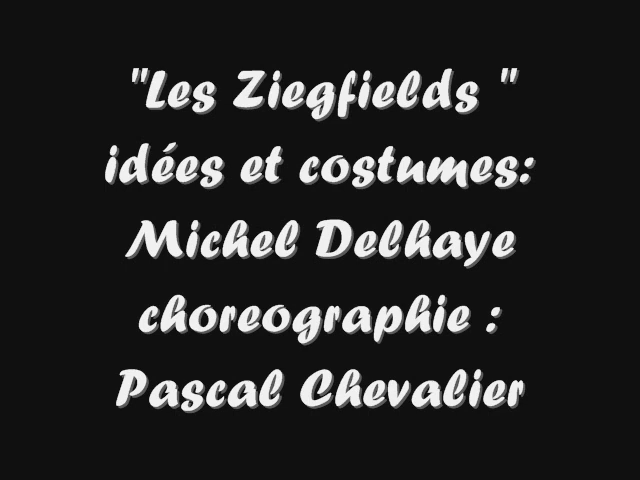 "Les Ziegfields "
idées et costumes:
Michel Delhaye
choreographie :
Pascal Chevalier